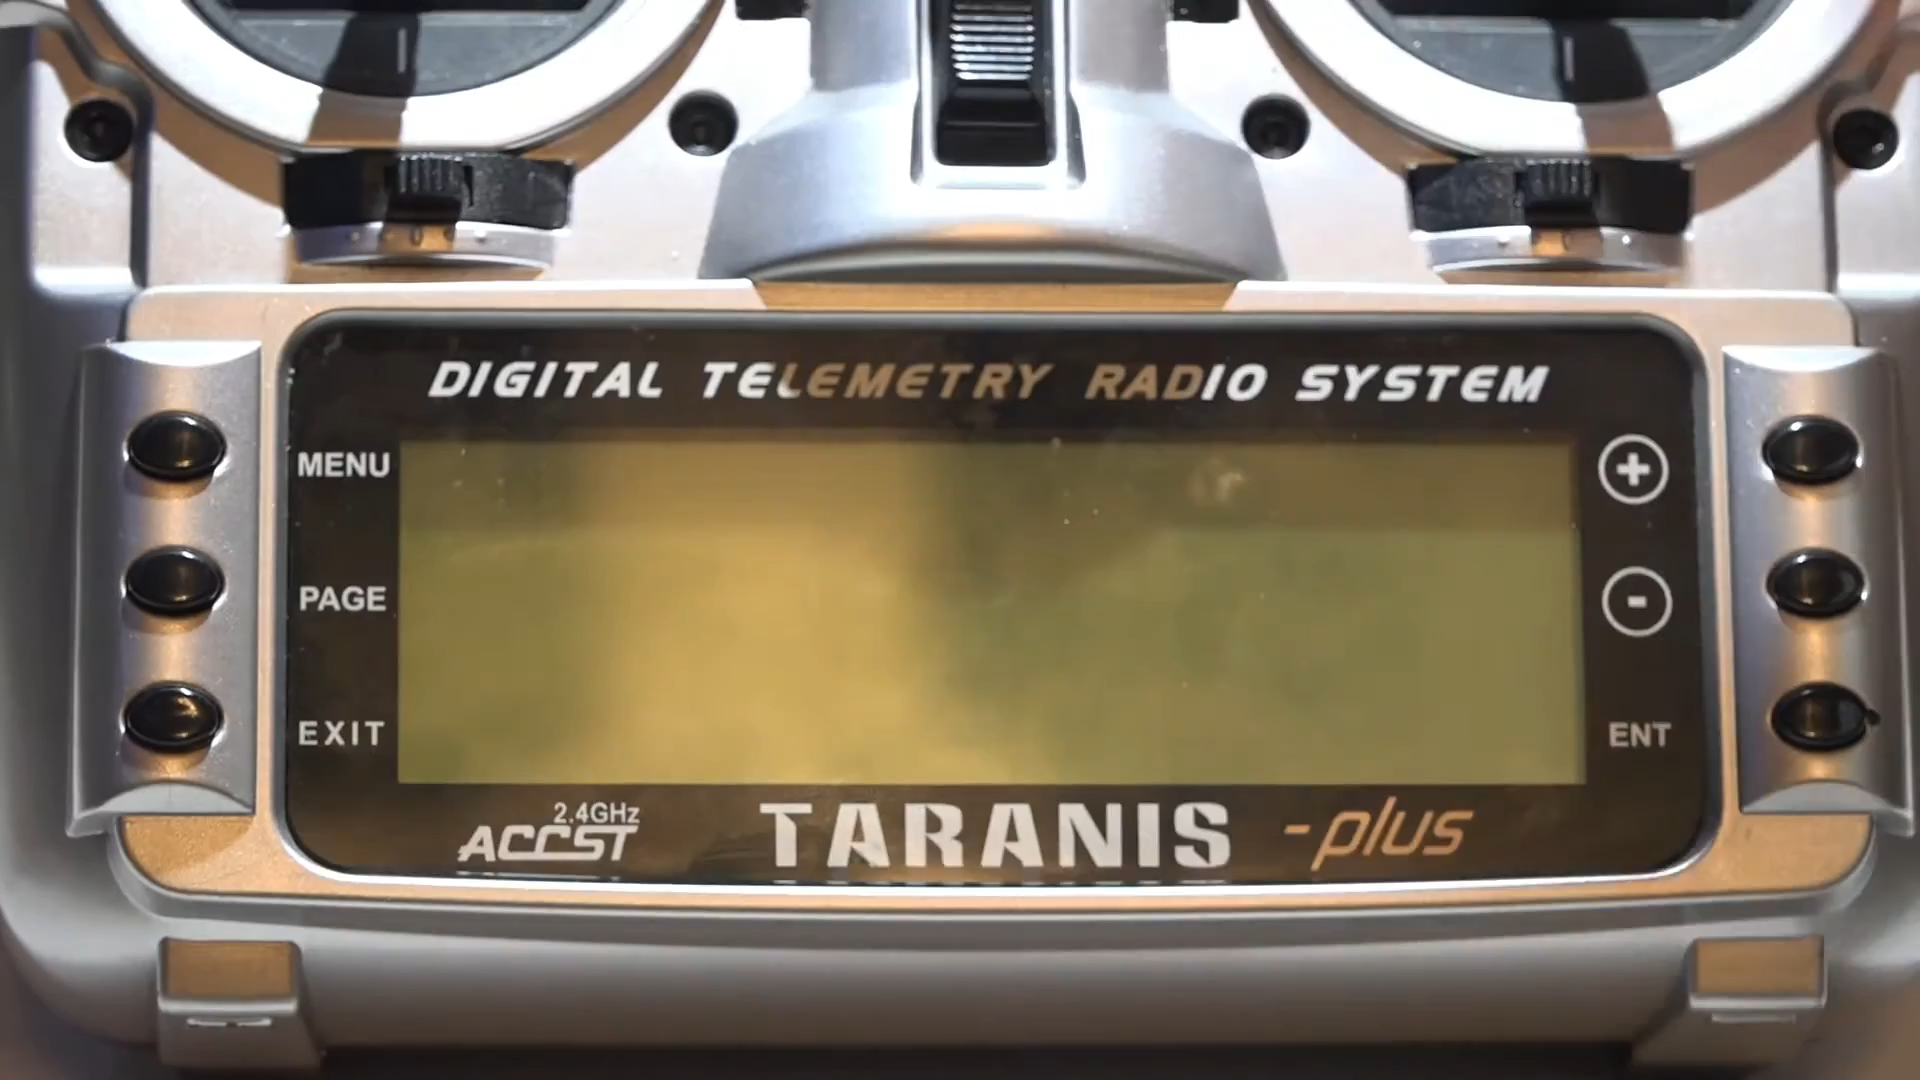 DIGITAL TELEMETRY RADIO SYSTEM
MENU
+
PAGE
-
EXIT
ENT
2.4GHz
ACCST
TARANIS -plus